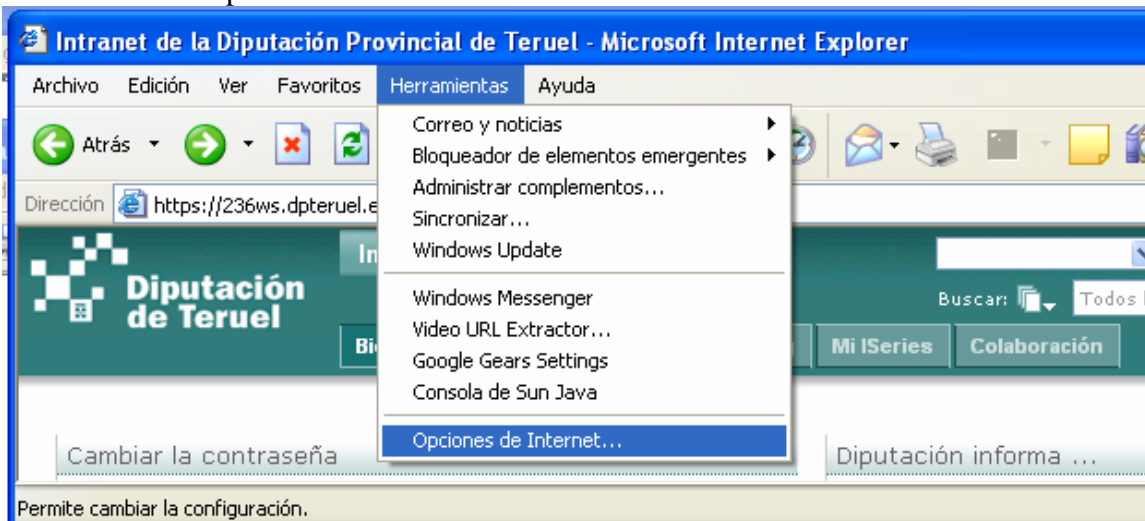 Intranet de la Diputación Provincial de Teruel - Microsoft Internet Explorer
Archivo Edición Ver Favoritos Herramientas Ayuda
Atrás
Correo y noticias
Bloqueador de elementos emergentes
Administrar complementos...
Sincronizar...
Windows Update
Windows Messenger
Video URL Extractor...
Google Gears Settings
Consola de Sun Java
Opciones de Internet...
Dirección https://236ws.dpteruel.e
Diputación
de Teruel
Buscar: Todos
Mi ISeries Colaboración
Cambiar la contraseña
Diputación informa ...
Permite cambiar la configuración.